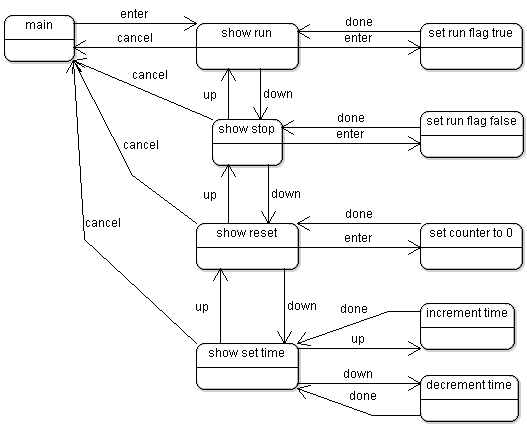 main
enter
cancel
show run
done
enter
set run flag true
cancel
up
down
show stop
done
enter
set run flag false
cancel
up
down
show reset
done
enter
set counter to 0
cancel
up
down
show set time
done
up
increment time
down
done
decrement time